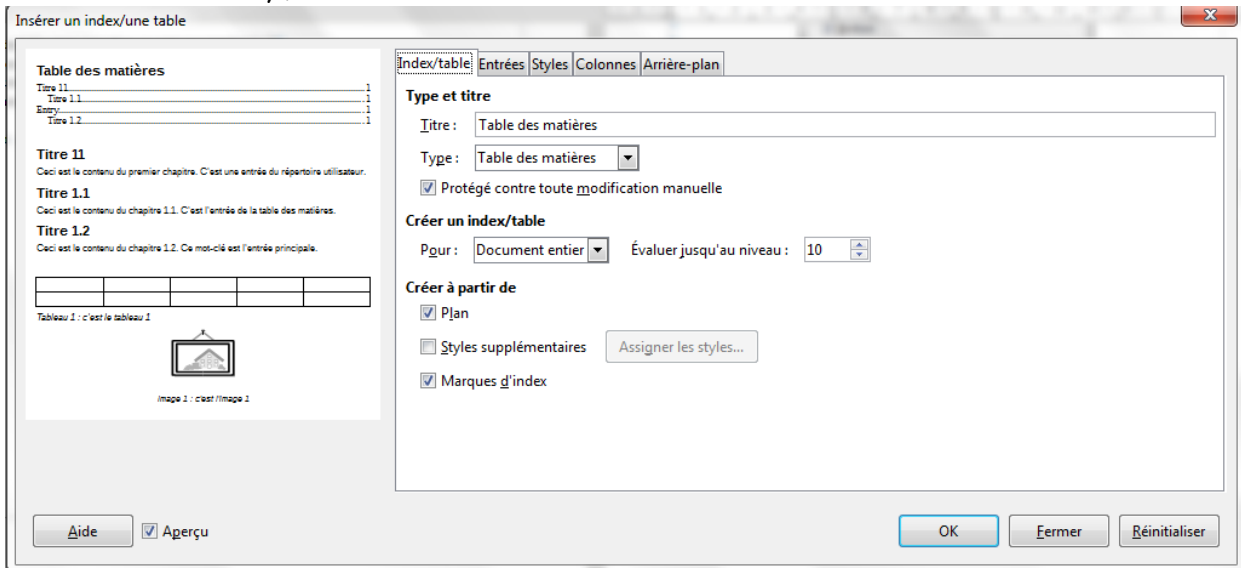 Insérer un index/une table
Table des matières
Titre 11 1
Titre 1.1 1
Entry 1
Titre 1.2 1
Titre 11
Ceci est le contenu du premier chapitre. C'est une entrée du répertoire utilisateur.
Titre 1.1
Ceci est le contenu du chapitre 1.1. C'est l'entrée de la table des matières.
Titre 1.2
Ceci est le contenu du chapitre 1.2. Ce mot-clé est l'entrée principale.
Tableau 1 : c'est le tableau 1
Image 1 : c'est l'image 1
Index/table Entrées Styles Colonnes Arrière-plan
Type et titre
Titre : Table des matières
Type : Table des matières
Protégé contre toute modification manuelle
Créer un index/table
Pour : Document entier Évaluer jusqu'au niveau : 10
Créer à partir de
Plan
Styles supplémentaires Assigner les styles...
Marques d'index
Aide Aperçu OK Fermer Réinitialiser